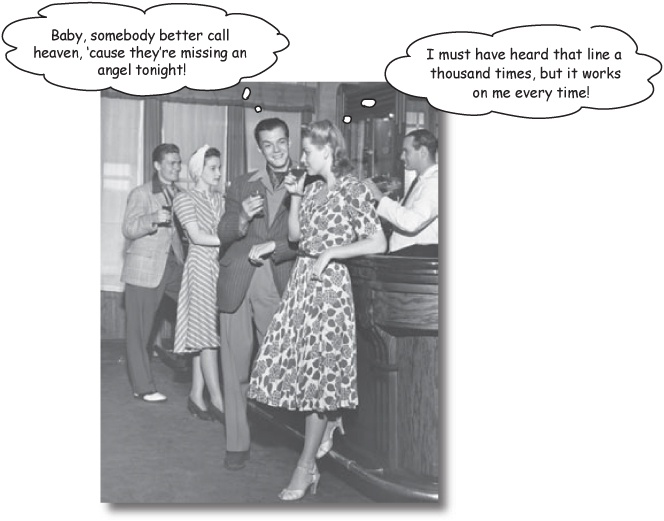 Baby, somebody better call
heaven, ‘cause they’re missing an
angel tonight!
I must have heard that line a
thousand times, but it works
on me every time!